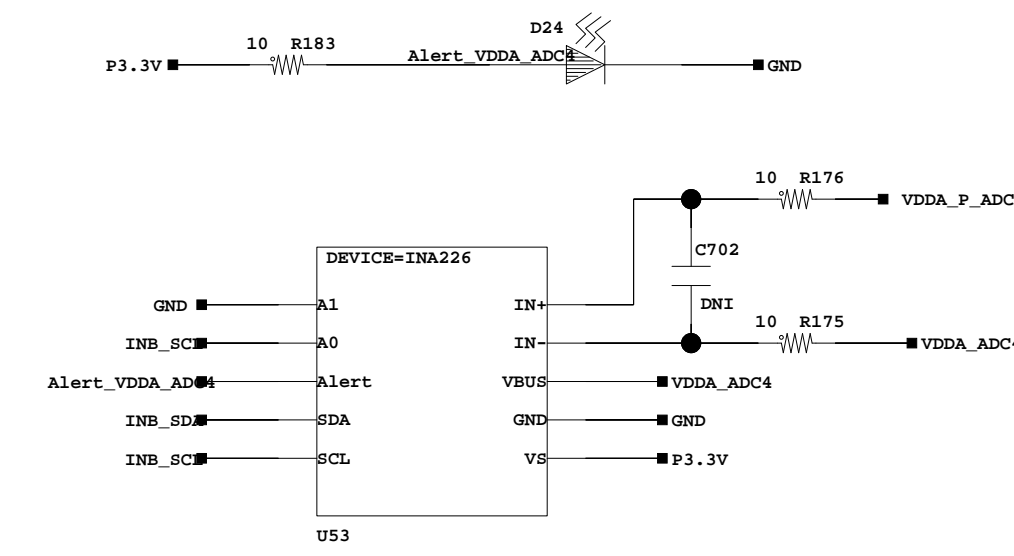 D24
10 R183
P3.3V Alert_VDDA_ADC4 GND
10 R176
VDDA_P_ADC
C702
DEVICE=INA226
DNI
GND A1 IN+
10 R175
INB_SCL A0 IN- VDDA_ADC4
Alert_VDDA_ADC4 Alert VBUS VDDA_ADC4
INB_SDA SDA GND GND
INB_SCL SCL VS P3.3V
U53